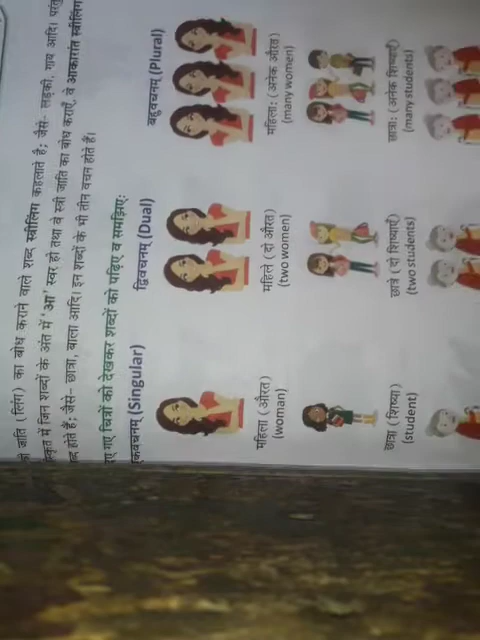 जाति (लिंग) का बोध कराने वाले शब्द स्त्रीलिंग कहलाते हैं; जैसे- लड़की, गाय आदि। परंतु
में जिन शब्दों के अंत में 'आ' स्वर हो तथा वे स्त्री जाति का बोध कराएँ, वे आकारांत स्त्रीलिंग
होते हैं; जैसे- छात्रा, बाला आदि। इन शब्दों के भी तीन वचन होते हैं।
गए चित्रों को देखकर शब्दों को पढ़िए व समझिए:
एकवचनम् (Singular) द्विवचनम् (Dual) बहुवचनम् (Plural)
महिला (औरत) महिले (दो औरत) महिला: (अनेक औरत)
(woman) (two women) (many women)
छात्रा (शिष्या) छात्रे (दो शिष्याएँ) छात्रा: (अनेक शिष्याएँ)
(student) (two students) (many students)